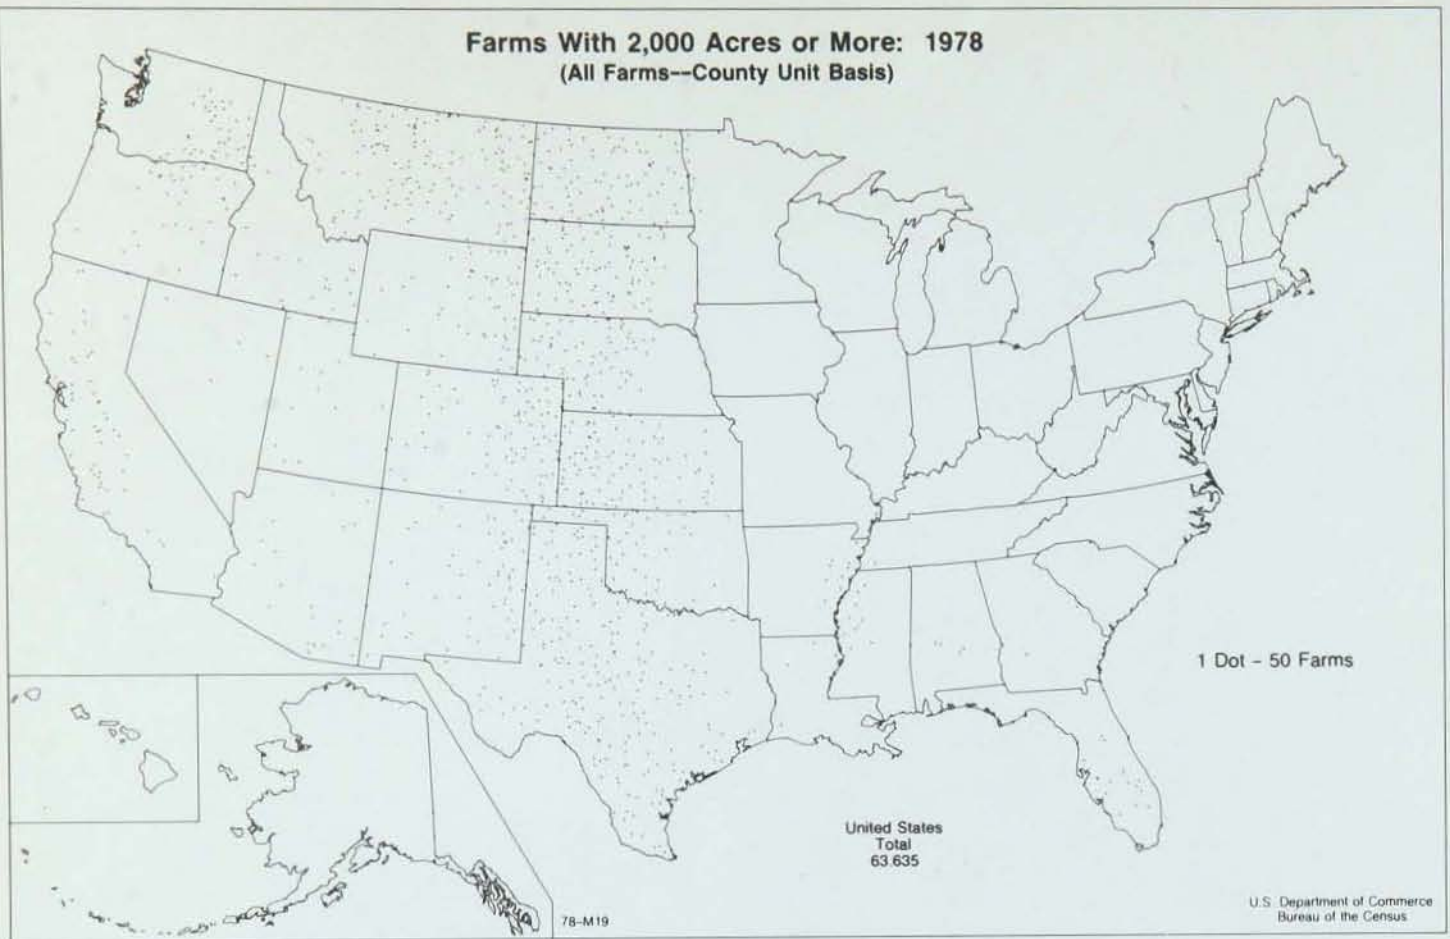 Farms With 2,000 Acres or More: 1978
(All Farms--County Unit Basis)
1 Dot - 50 Farms
United States
Total
63.635
78-M19
U.S. Department of Commerce
Bureau of the Census